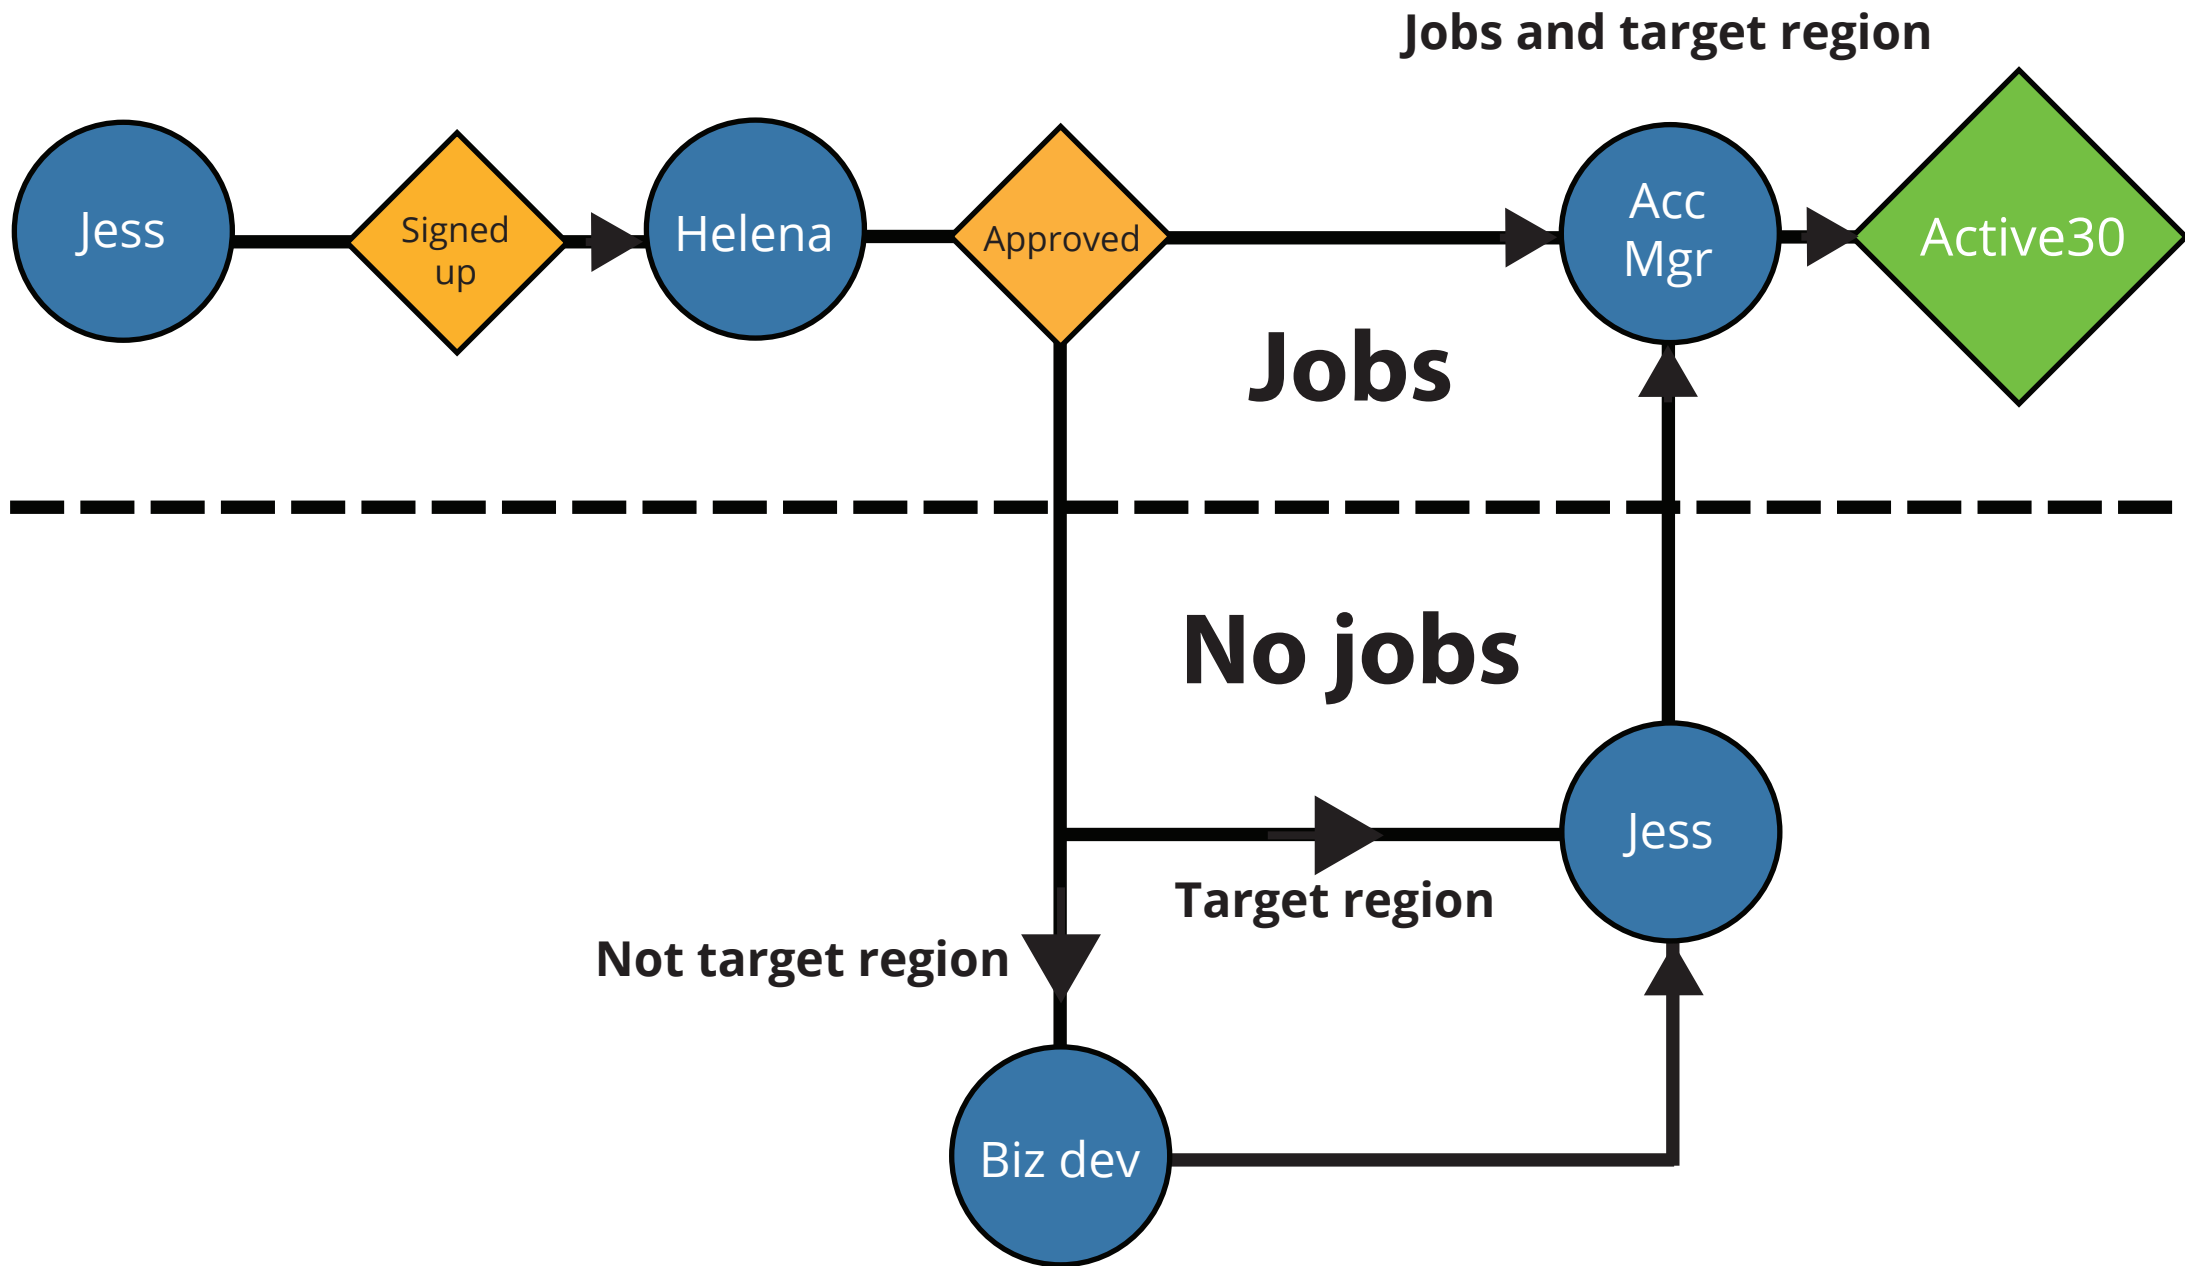 Jobs and target region
Jess
Signed
up
Helena
Approved
Acc
Mgr
Active30
Jobs
No jobs
Jess
Target region
Not target region
Biz dev